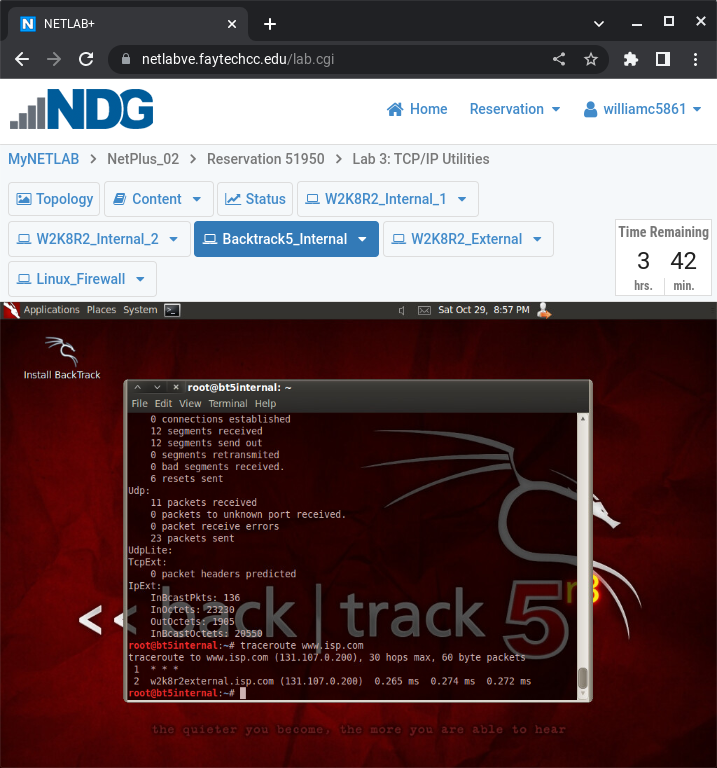 NETLAB+
netlabve.faytechcc.edu/lab.cgi
NDG
Home Reservation williamc5861
MyNETLAB > NetPlus_02 > Reservation 51950 > Lab 3: TCP/IP Utilities
Topology Content Status W2K8R2_Internal_1
W2K8R2_Internal_2 Backtrack5_Internal W2K8R2_External
Linux_Firewall
Time Remaining
3 42
hrs. min.
Applications Places System Sat Oct 29, 8:57 PM
Install BackTrack
root@bt5internal: ~
File Edit View Terminal Help
0 connections established
12 segments received
12 segments send out
0 segments retransmited
0 bad segments received.
6 resets sent
Udp:
11 packets received
0 packets to unknown port received.
0 packet receive errors
23 packets sent
UdpLite:
TcpExt:
0 packet headers predicted
IpExt:
InBcastPkts: 136
InOctets: 23230
OutOctets: 1905
InBcastOctets: 20550
root@bt5internal:~# traceroute www.isp.com
traceroute to www.isp.com (131.107.0.200), 30 hops max, 60 byte packets
1 * * *
2 w2k8r2external.isp.com (131.107.0.200) 0.265 ms 0.274 ms 0.272 ms
root@bt5internal:~#
<< back | track 5 r3
the quieter you become, the more you are able to hear